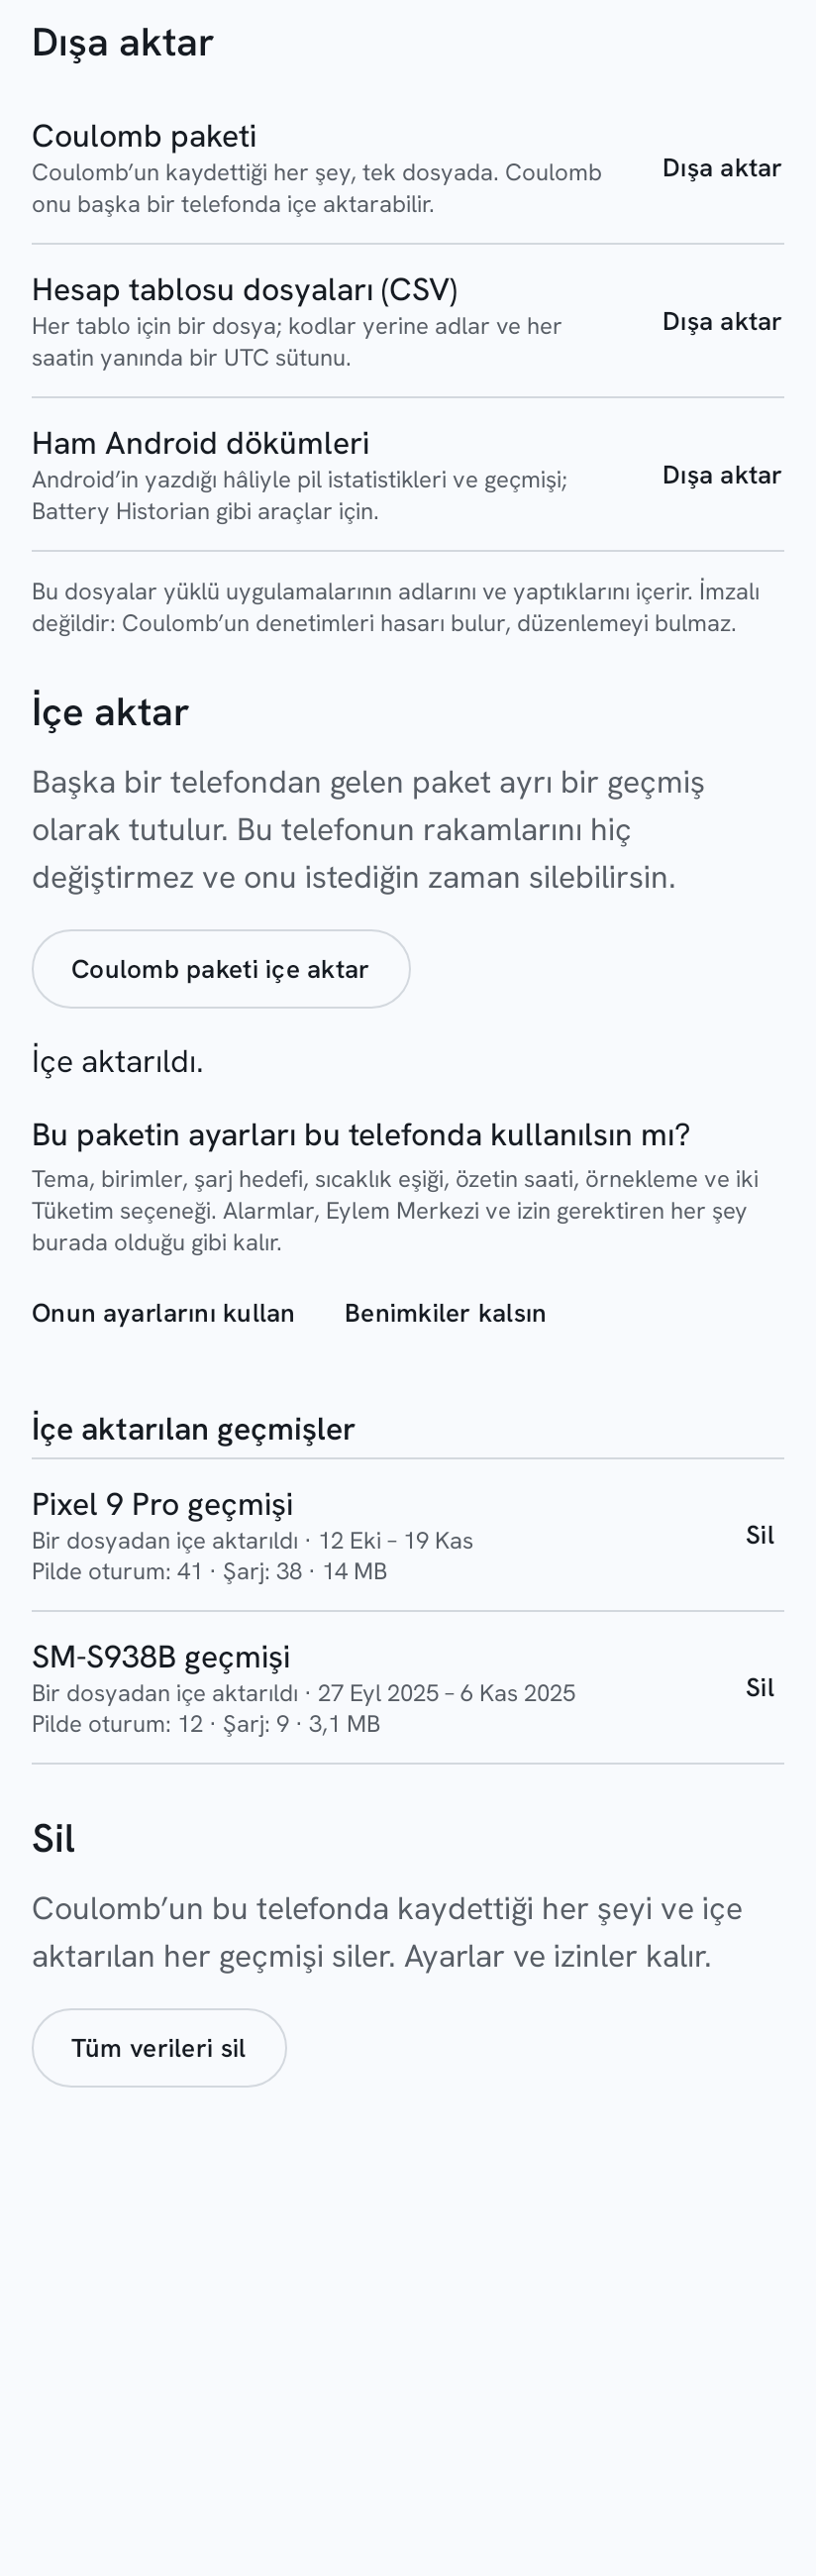 Dışa aktar
Coulomb paketi
Coulomb’un kaydettiği her şey, tek dosyada. Coulomb
onu başka bir telefonda içe aktarabilir.
Dışa aktar
Hesap tablosu dosyaları (CSV)
Her tablo için bir dosya; kodlar yerine adlar ve her
saatin yanında bir UTC sütunu.
Dışa aktar
Ham Android dökümleri
Android’in yazdığı hâliyle pil istatistikleri ve geçmişi;
Battery Historian gibi araçlar için.
Dışa aktar
Bu dosyalar yüklü uygulamalarının adlarını ve yaptıklarını içerir. İmzalı
değildir: Coulomb’un denetimleri hasarı bulur, düzenlemeyi bulmaz.
İçe aktar
Başka bir telefondan gelen paket ayrı bir geçmiş
olarak tutulur. Bu telefonun rakamlarını hiç
değiştirmez ve onu istediğin zaman silebilirsin.
Coulomb paketi içe aktar
İçe aktarıldı.
Bu paketin ayarları bu telefonda kullanılsın mı?
Tema, birimler, şarj hedefi, sıcaklık eşiği, özetin saati, örnekleme ve iki
Tüketim seçeneği. Alarmlar, Eylem Merkezi ve izin gerektiren her şey
burada olduğu gibi kalır.
Onun ayarlarını kullan Benimkiler kalsın
İçe aktarılan geçmişler
Pixel 9 Pro geçmişi
Bir dosyadan içe aktarıldı · 12 Eki – 19 Kas
Pilde oturum: 41 · Şarj: 38 · 14 MB
Sil
SM-S938B geçmişi
Bir dosyadan içe aktarıldı · 27 Eyl 2025 – 6 Kas 2025
Pilde oturum: 12 · Şarj: 9 · 3,1 MB
Sil
Sil
Coulomb’un bu telefonda kaydettiği her şeyi ve içe
aktarılan her geçmişi siler. Ayarlar ve izinler kalır.
Tüm verileri sil